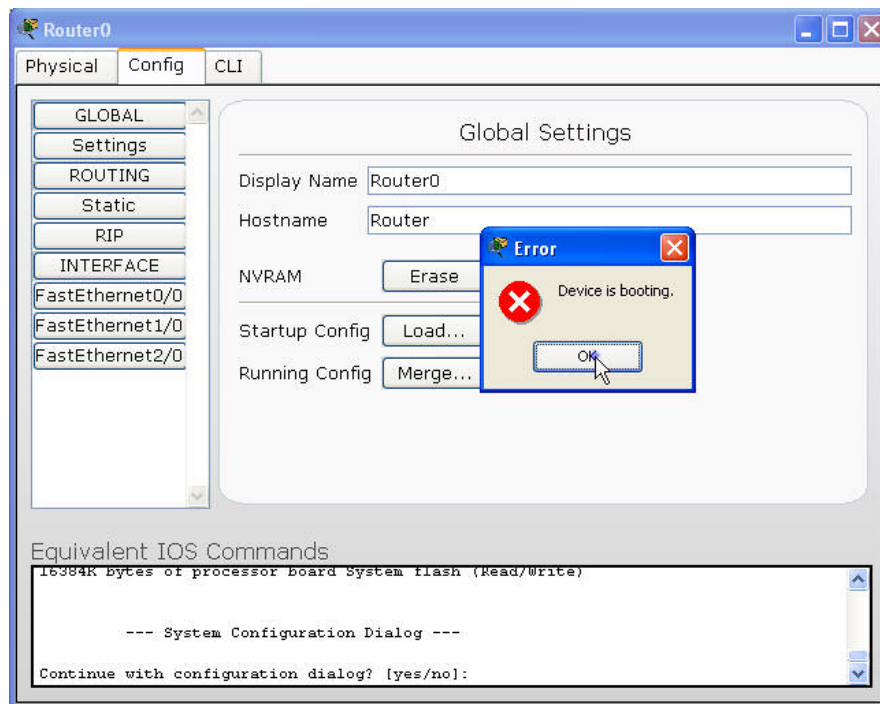 Router0
Physical Config CLI
GLOBAL
Settings
ROUTING
Static
RIP
INTERFACE
FastEthernet0/0
FastEthernet1/0
FastEthernet2/0
Global Settings
Display Name Router0
Hostname Router
NVRAM Erase
Startup Config Load...
Running Config Merge...
Error
Device is booting.
OK
Equivalent IOS Commands
16384K bytes of processor board System flash (Read/Write)
--- System Configuration Dialog ---
Continue with configuration dialog? [yes/no]: